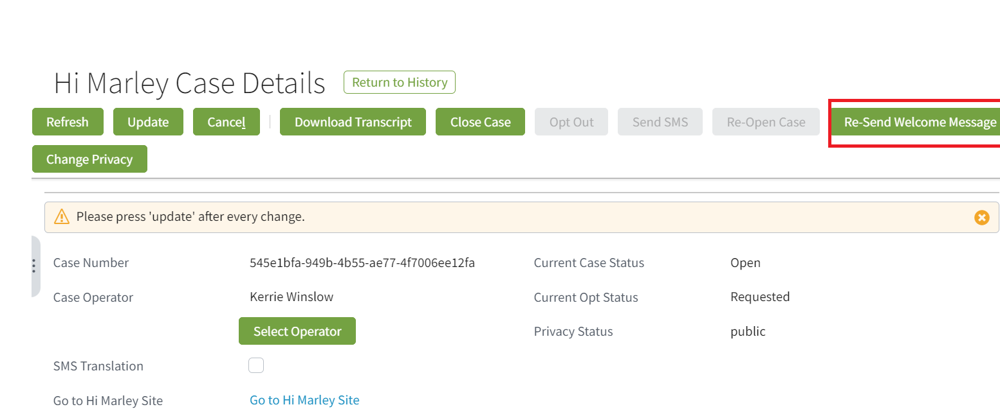 Hi Marley Case Details Return to History
Refresh Update Cancel Download Transcript Close Case Opt Out Send SMS Re-Open Case Re-Send Welcome Message
Change Privacy
Please press 'update' after every change.
Case Number 545e1bfa-949b-4b55-ae77-4f7006ee12fa Current Case Status Open
Case Operator Kerrie Winslow Current Opt Status Requested
Select Operator Privacy Status public
SMS Translation
Go to Hi Marley Site Go to Hi Marley Site